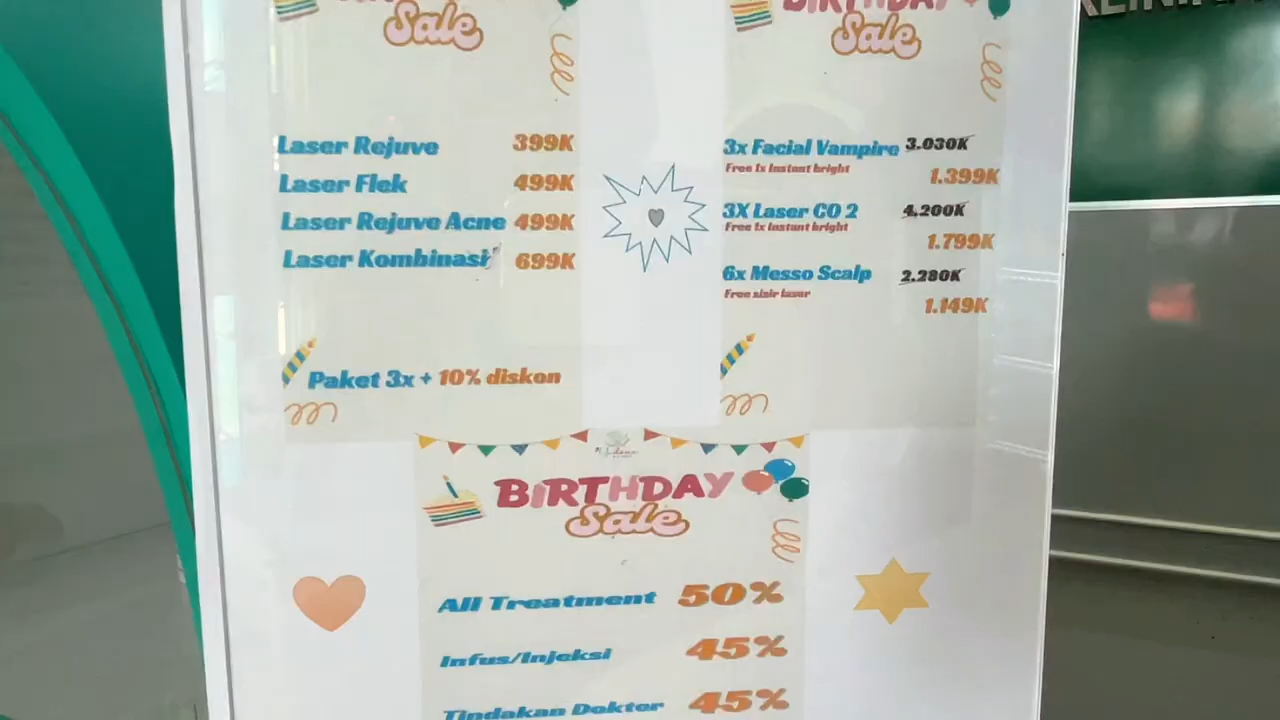 Sale
Laser Rejuve 399K
Laser Flek 499K
Laser Rejuve Acne 499K
Laser Kombinasi 699K
Paket 3x + 10% diskon
BIRTHDAY
Sale
3x Facial Vampire 3.030K
Free 1x Instant bright
1.399K
3X Laser CO 2 4.200K
Free 1x Instant bright
1.799K
6x Messo Scalp 2.280K
Free sisir laser
1.149K
BIRTHDAY
Sale
All Treatment 50%
Infus/Injeksi 45%
Tindakan Dokter 45%